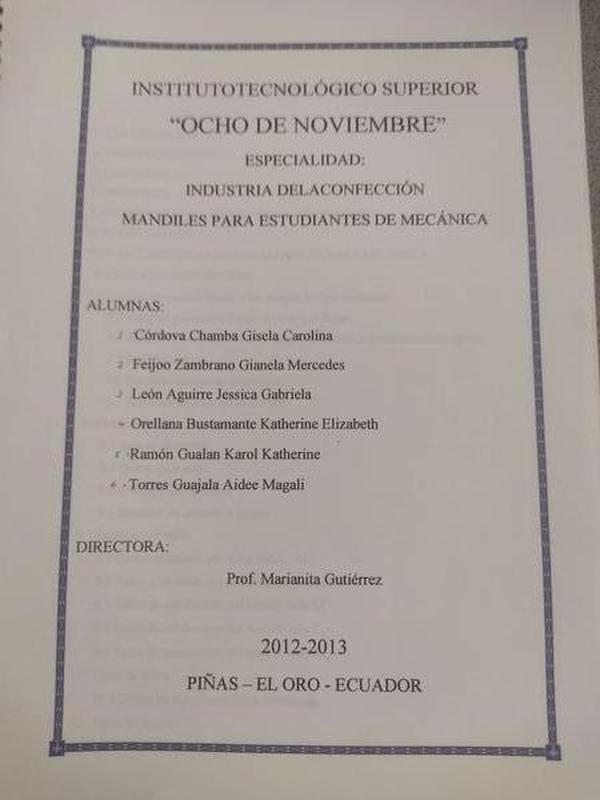 INSTITUTOTECNOLÓGICO SUPERIOR
“OCHO DE NOVIEMBRE”
ESPECIALIDAD:
INDUSTRIA DELACONFECCIÓN
MANDILES PARA ESTUDIANTES DE MECÁNICA
ALUMNAS:
1 Córdova Chamba Gisela Carolina
2 Feijoo Zambrano Gianela Mercedes
3 León Aguirre Jessica Gabriela
4 Orellana Bustamante Katherine Elizabeth
5 Ramón Gualan Karol Katherine
6 Torres Guajala Aidee Magali
DIRECTORA:
Prof. Marianita Gutiérrez
2012-2013
PIÑAS – EL ORO - ECUADOR